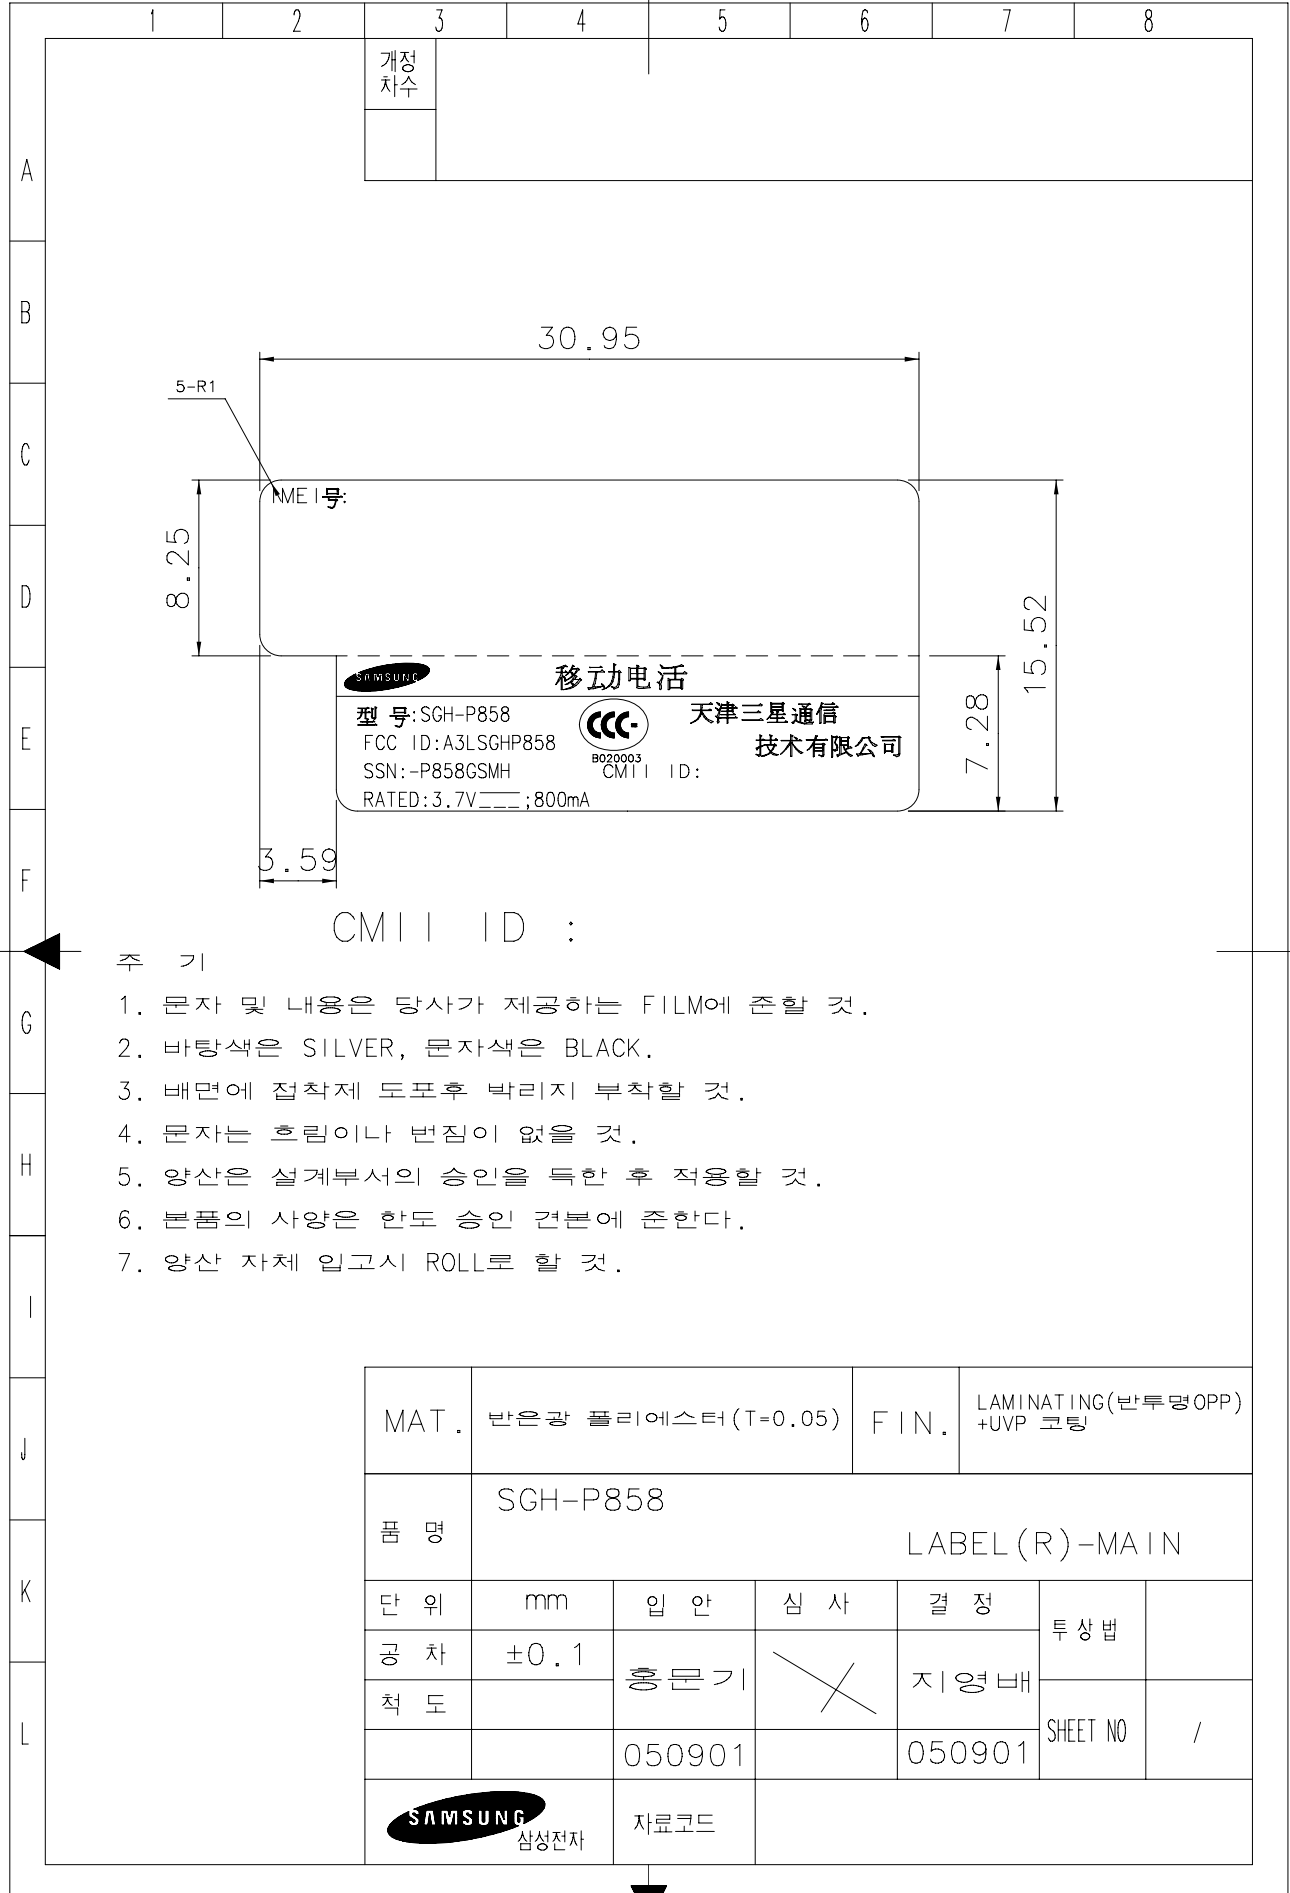 1 2 3 4 5 6 7 8
개정
차수
A
B
C
D
E
F
G
H
I
J
K
L
30.95
5-R1
IMEI号:
8.25
15.52
7.28
3.59
SAMSUNG
移动电活
型 号:SGH-P858
FCC ID:A3LSGHP858
SSN:-P858GSMH
RATED:3.7V ;800mA
CCC
B020003
CMII ID:
天津三星通信
技术有限公司
CMII ID :
주 기
1. 문자 및 내용은 당사가 제공하는 FILM에 준할 것.
2. 바탕색은 SILVER, 문자색은 BLACK.
3. 배면에 접착제 도포후 박리지 부착할 것.
4. 문자는 흐림이나 번짐이 없을 것.
5. 양산은 설계부서의 승인을 득한 후 적용할 것.
6. 본품의 사양은 한도 승인 견본에 준한다.
7. 양산 자체 입고시 ROLL로 할 것.
MAT. 반은광 폴리에스터(T=0.05) FIN. LAMINATING(반투명OPP)
+UVP 코팅
품 명 SGH-P858
LABEL(R)-MAIN
단 위 mm 입 안 심 사 결 정 투상법
공 차 ±0.1 홍문기 지영배
척 도
SHEET NO /
050901 050901
SAMSUNG
삼성전자 자료코드